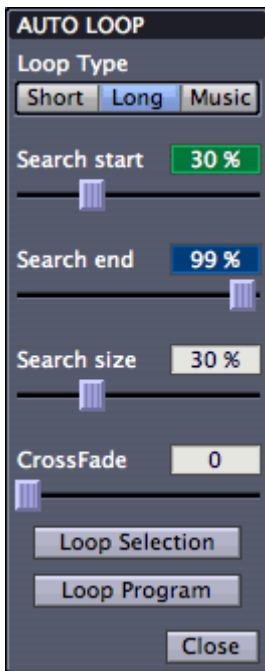 AUTO LOOP
Loop Type
Short Long Music
Search start 30 %
Search end 99 %
Search size 30 %
CrossFade 0
Loop Selection
Loop Program
Close